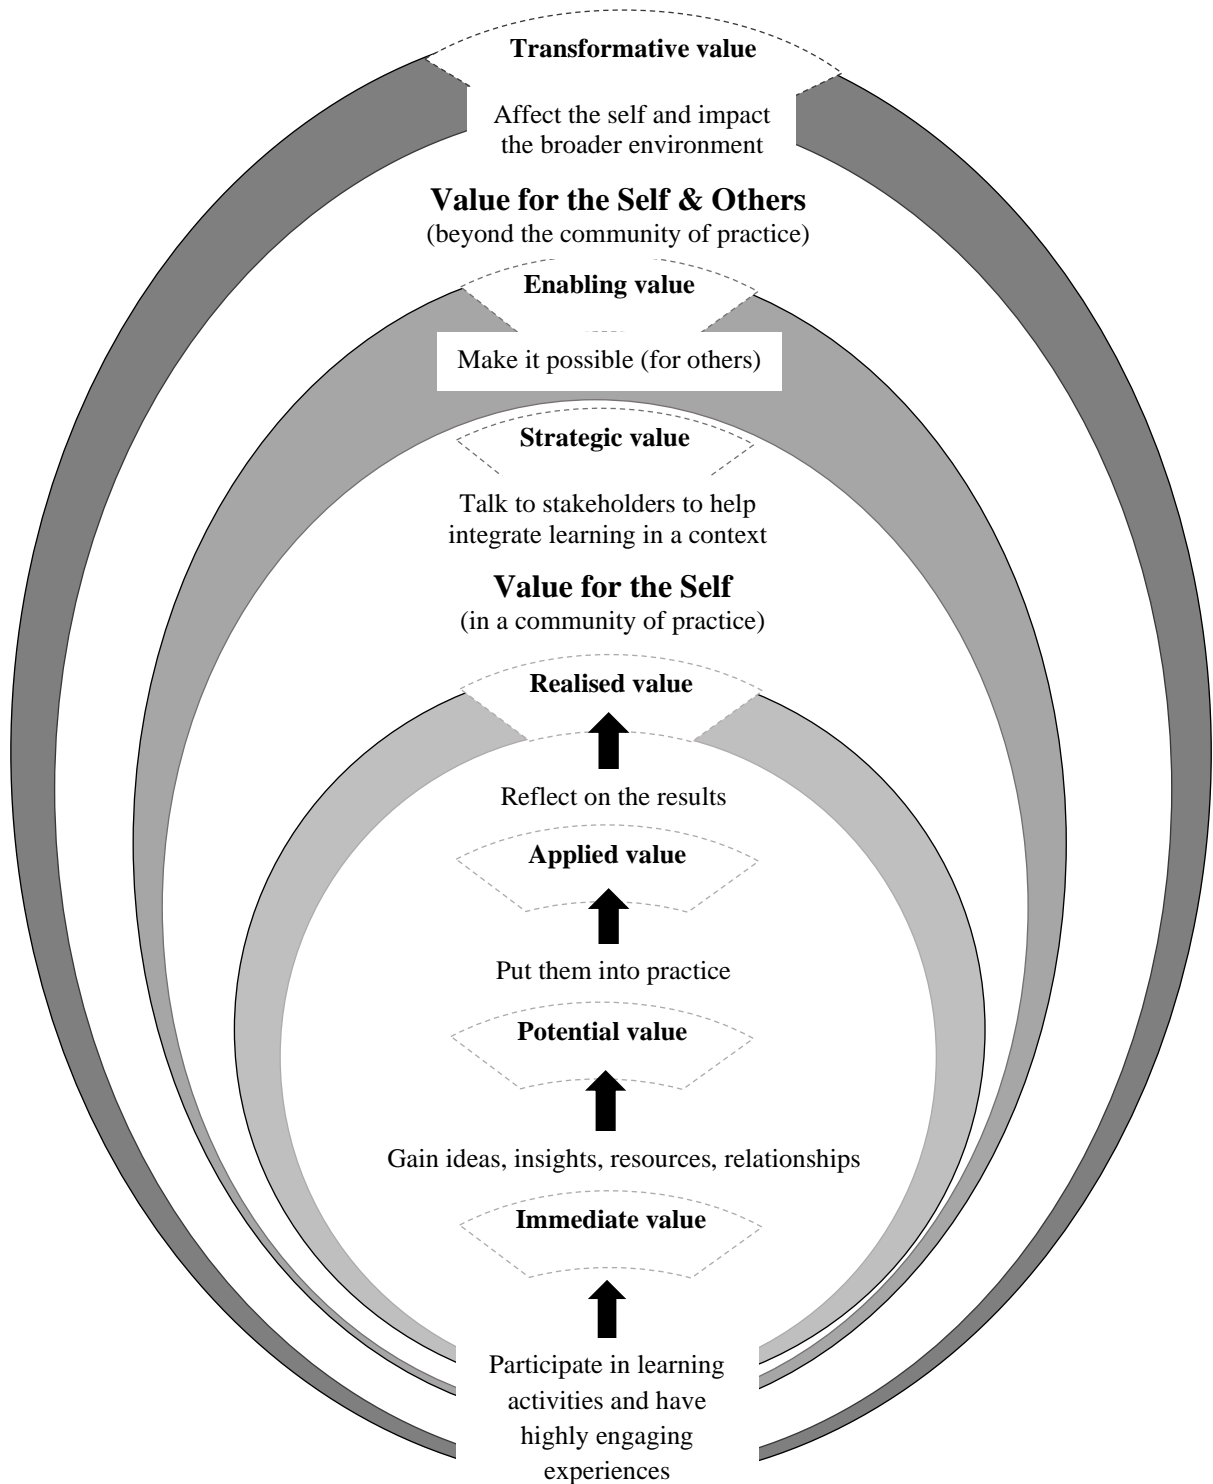 Transformative value
Affect the self and impact
the broader environment
Value for the Self & Others
(beyond the community of practice)
Enabling value
Make it possible (for others)
Strategic value
Talk to stakeholders to help
integrate learning in a context
Value for the Self
(in a community of practice)
Realised value
Reflect on the results
Applied value
Put them into practice
Potential value
Gain ideas, insights, resources, relationships
Immediate value
Participate in learning
activities and have
highly engaging
experiences